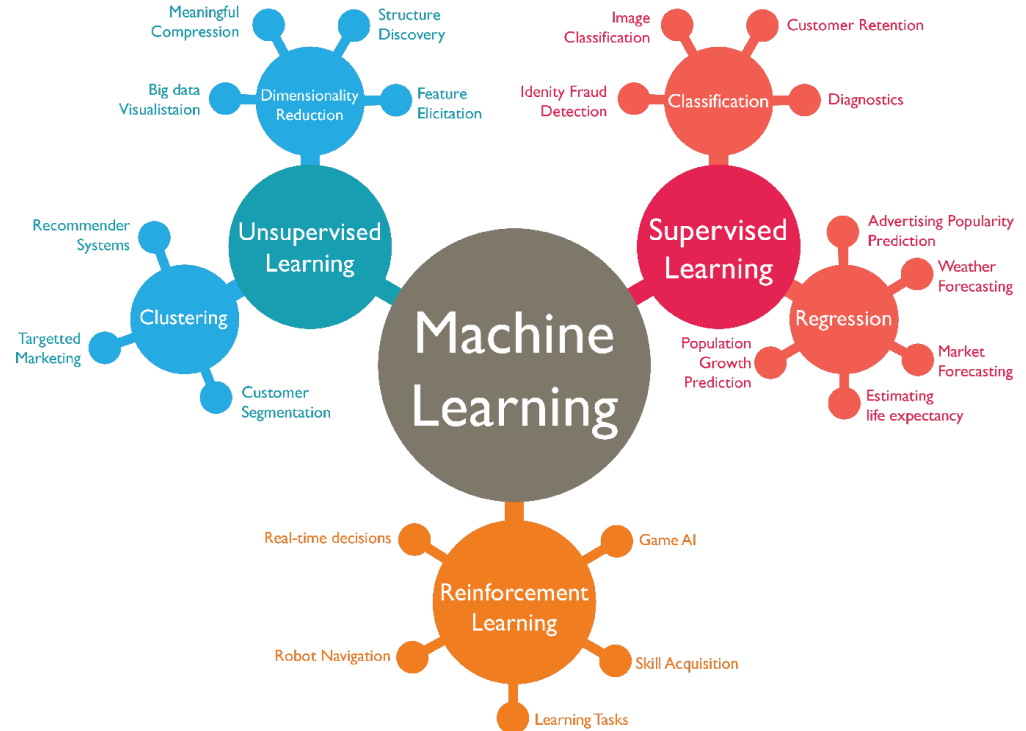 Meaningful
Compression
Structure
Discovery
Big data
Visualistaion
Dimensionality
Reduction
Feature
Elicitation
Image
Classification
Customer Retention
Idenity Fraud
Detection
Classification
Diagnostics
Unsupervised
Learning
Recommender
Systems
Clustering
Targetted
Marketing
Customer
Segmentation
Supervised
Learning
Advertising Popularity
Prediction
Weather
Forecasting
Regression
Population
Growth
Prediction
Market
Forecasting
Estimating
life expectancy
Machine
Learning
Real-time decisions
Game AI
Reinforcement
Learning
Robot Navigation
Skill Acquisition
Learning Tasks